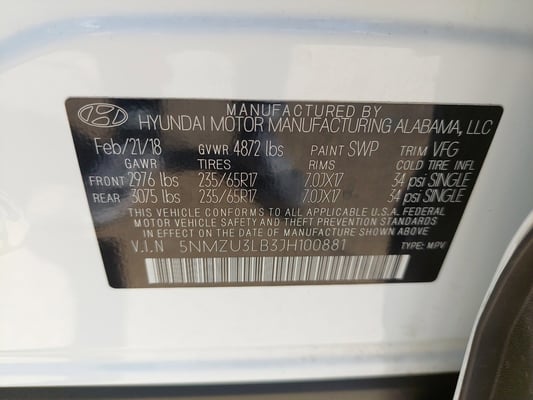 MANUFACTURED BY
HYUNDAI MOTOR MANUFACTURING ALABAMA, LLC
Feb/21/18 GVWR 4872 lbs PAINT SWP TRIM VFG
GAWR TIRES RIMS COLD TIRE INFL
FRONT 2976 lbs 235/65R17 7.0JX17 34 psi SINGLE
REAR 3075 lbs 235/65R17 7.0JX17 34 psi SINGLE
THIS VEHICLE CONFORMS TO ALL APPLICABLE U.S.A. FEDERAL
MOTOR VEHICLE SAFETY AND THEFT PREVENTION STANDARDS
IN EFFECT ON THE DATE OF MANUFACTURE SHOWN ABOVE.
V.I.N 5NMZU3LB3JH100881 TYPE: MPV